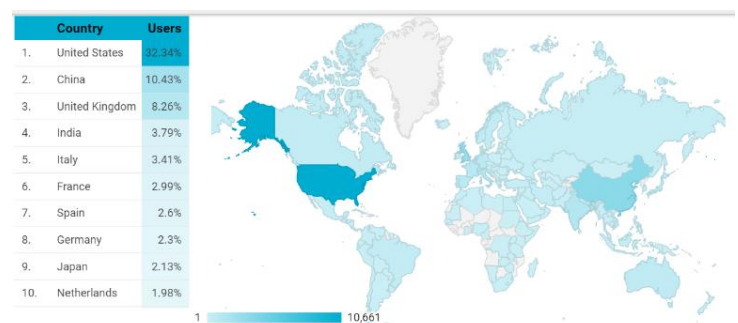 Country Users
1. United States 32.34%
2. China 10.43%
3. United Kingdom 8.26%
4. India 3.79%
5. Italy 3.41%
6. France 2.99%
7. Spain 2.6%
8. Germany 2.3%
9. Japan 2.13%
10. Netherlands 1.98%
1 10,661